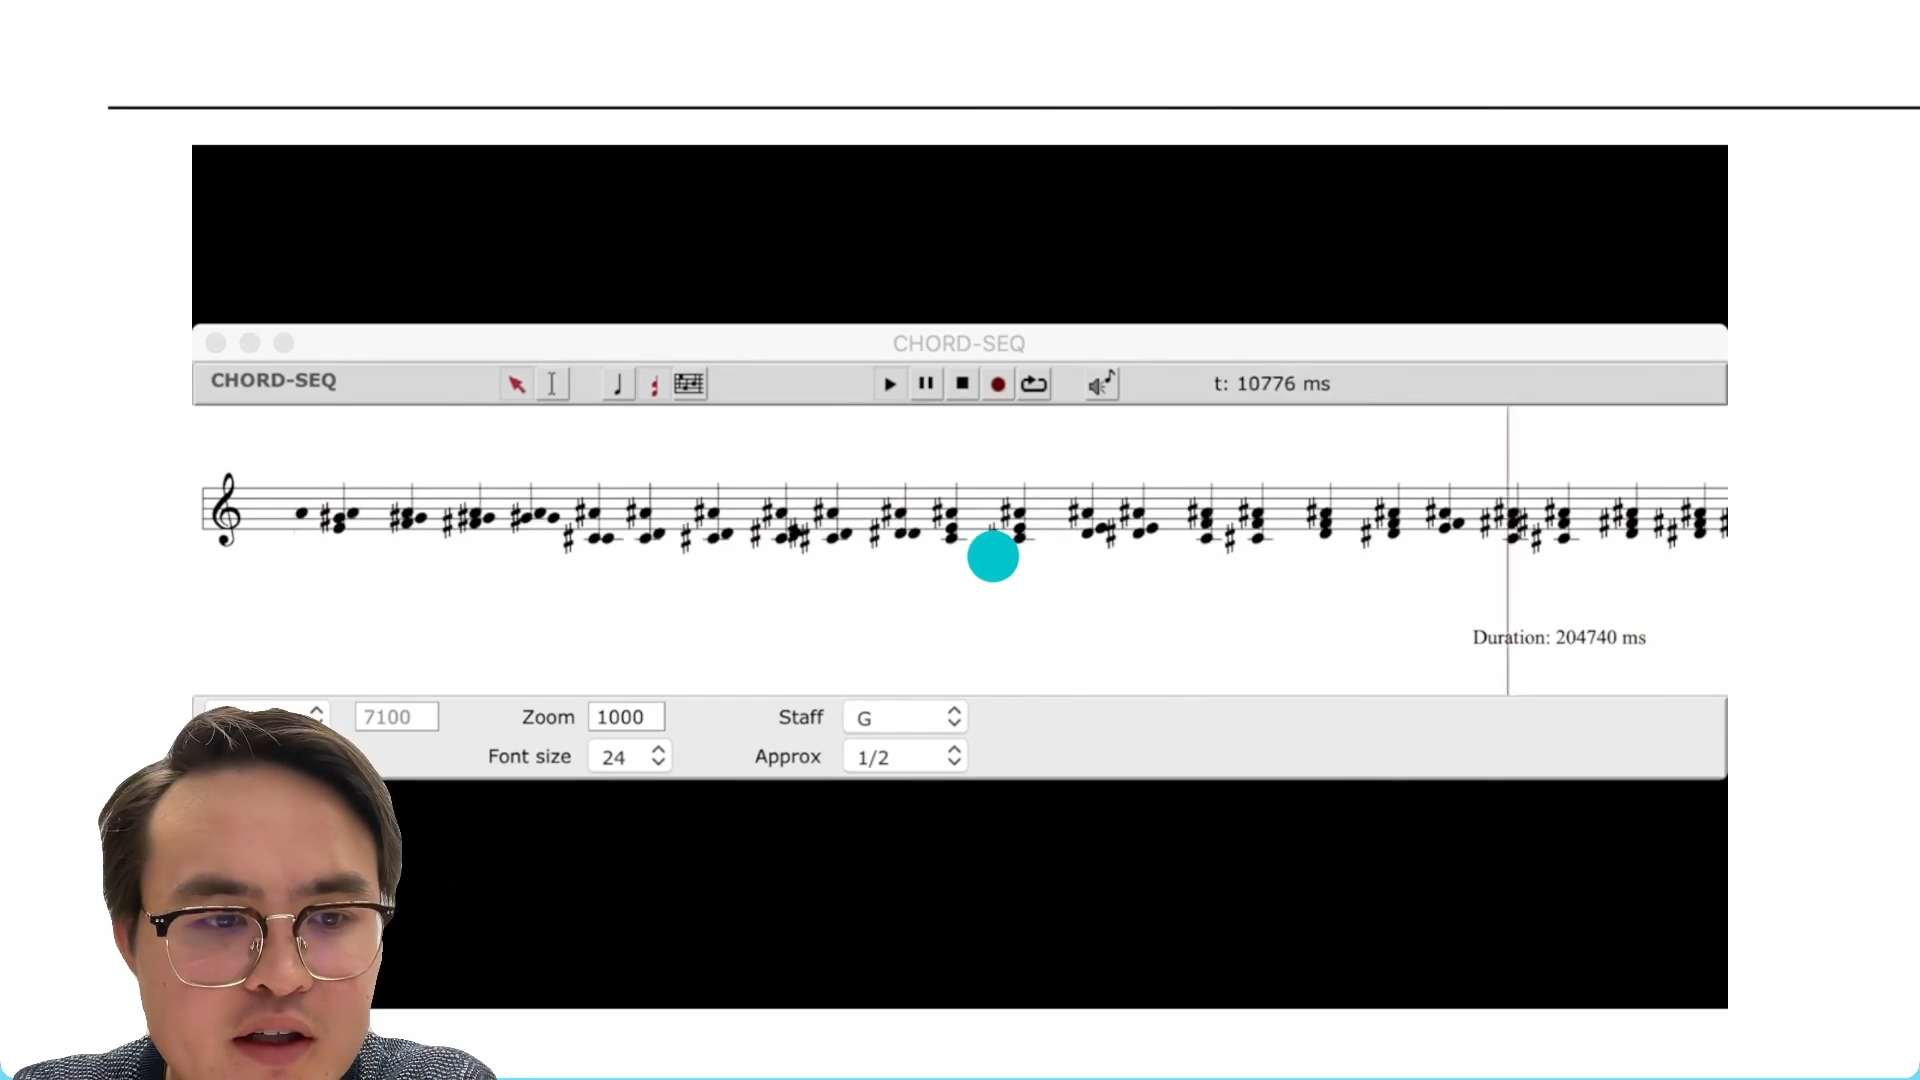 CHORD-SEQ
CHORD-SEQ
t: 10776 ms
Duration: 204740 ms
7100
Zoom
1000
Staff
G
Font size
24
Approx
1/2